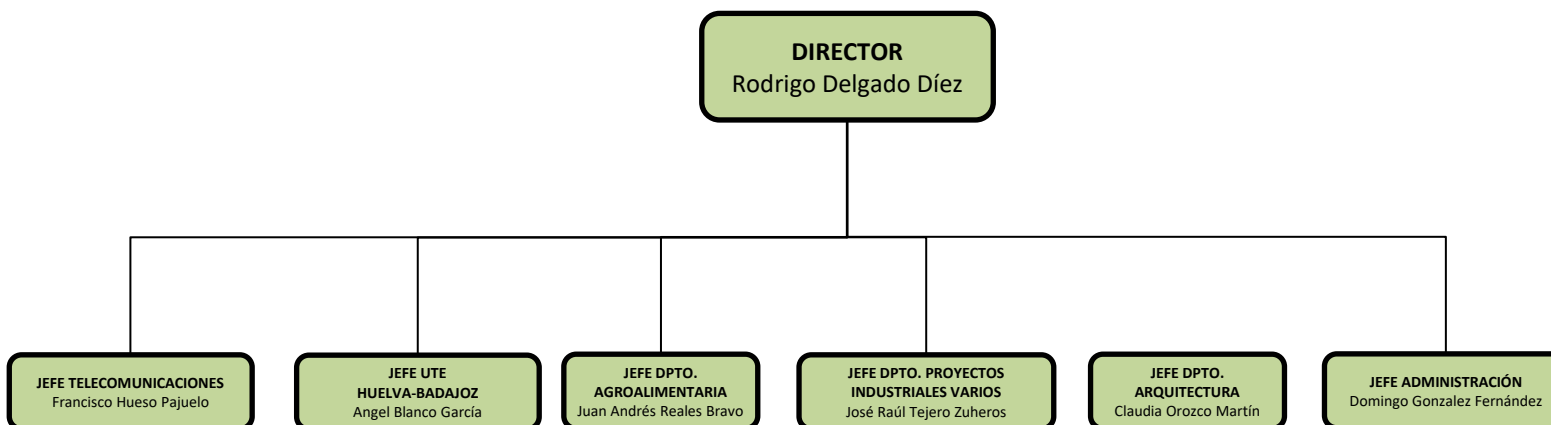 DIRECTOR
Rodrigo Delgado Díez
JEFE TELECOMUNICACIONES
Francisco Hueso Pajuelo
JEFE UTE
HUELVA-BADAJOZ
Angel Blanco García
JEFE DPTO.
AGROALIMENTARIA
Juan Andrés Reales Bravo
JEFE DPTO. PROYECTOS
INDUSTRIALES VARIOS
José Raúl Tejero Zuheros
JEFE DPTO.
ARQUITECTURA
Claudia Orozco Martín
JEFE ADMINISTRACIÓN
Domingo Gonzalez Fernández